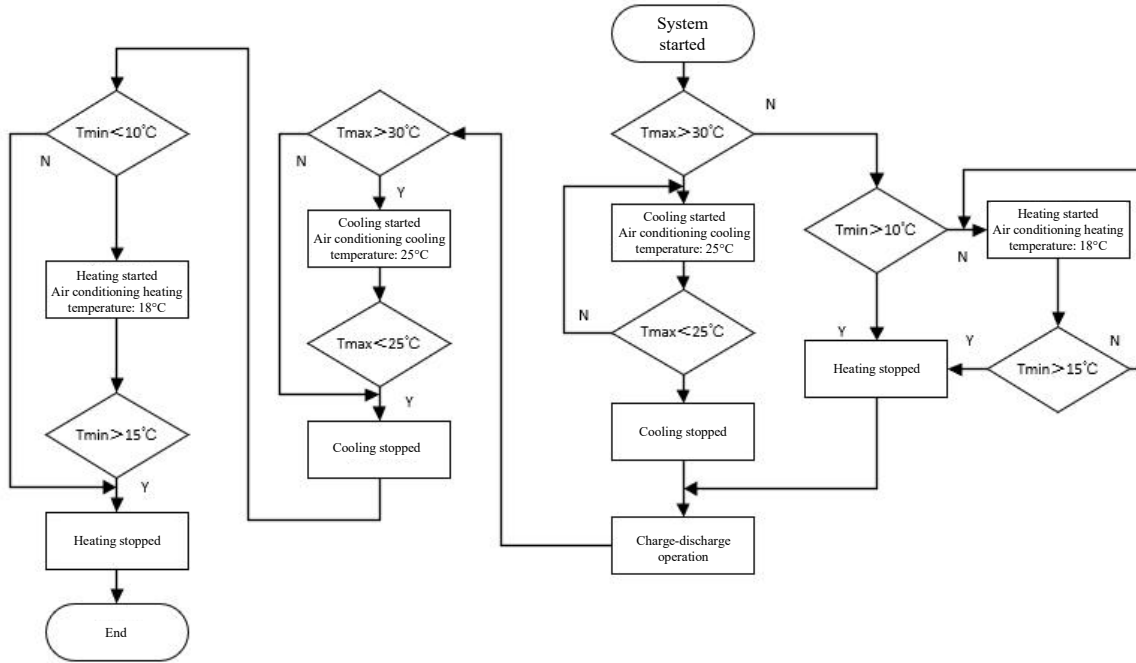 System
started
Tmax>30℃
N
Cooling started
Air conditioning cooling
temperature: 25°C
Tmax<25℃
N
Cooling stopped
Tmin>10℃
N
Y
Heating started
Air conditioning heating
temperature: 18°C
Tmin>15℃
Y
N
Heating stopped
Charge-discharge
operation
Tmax>30℃
N
Y
Cooling started
Air conditioning cooling
temperature: 25°C
Tmax<25℃
Y
Cooling stopped
Tmin<10℃
N
Heating started
Air conditioning heating
temperature: 18°C
Tmin>15℃
Y
Heating stopped
End